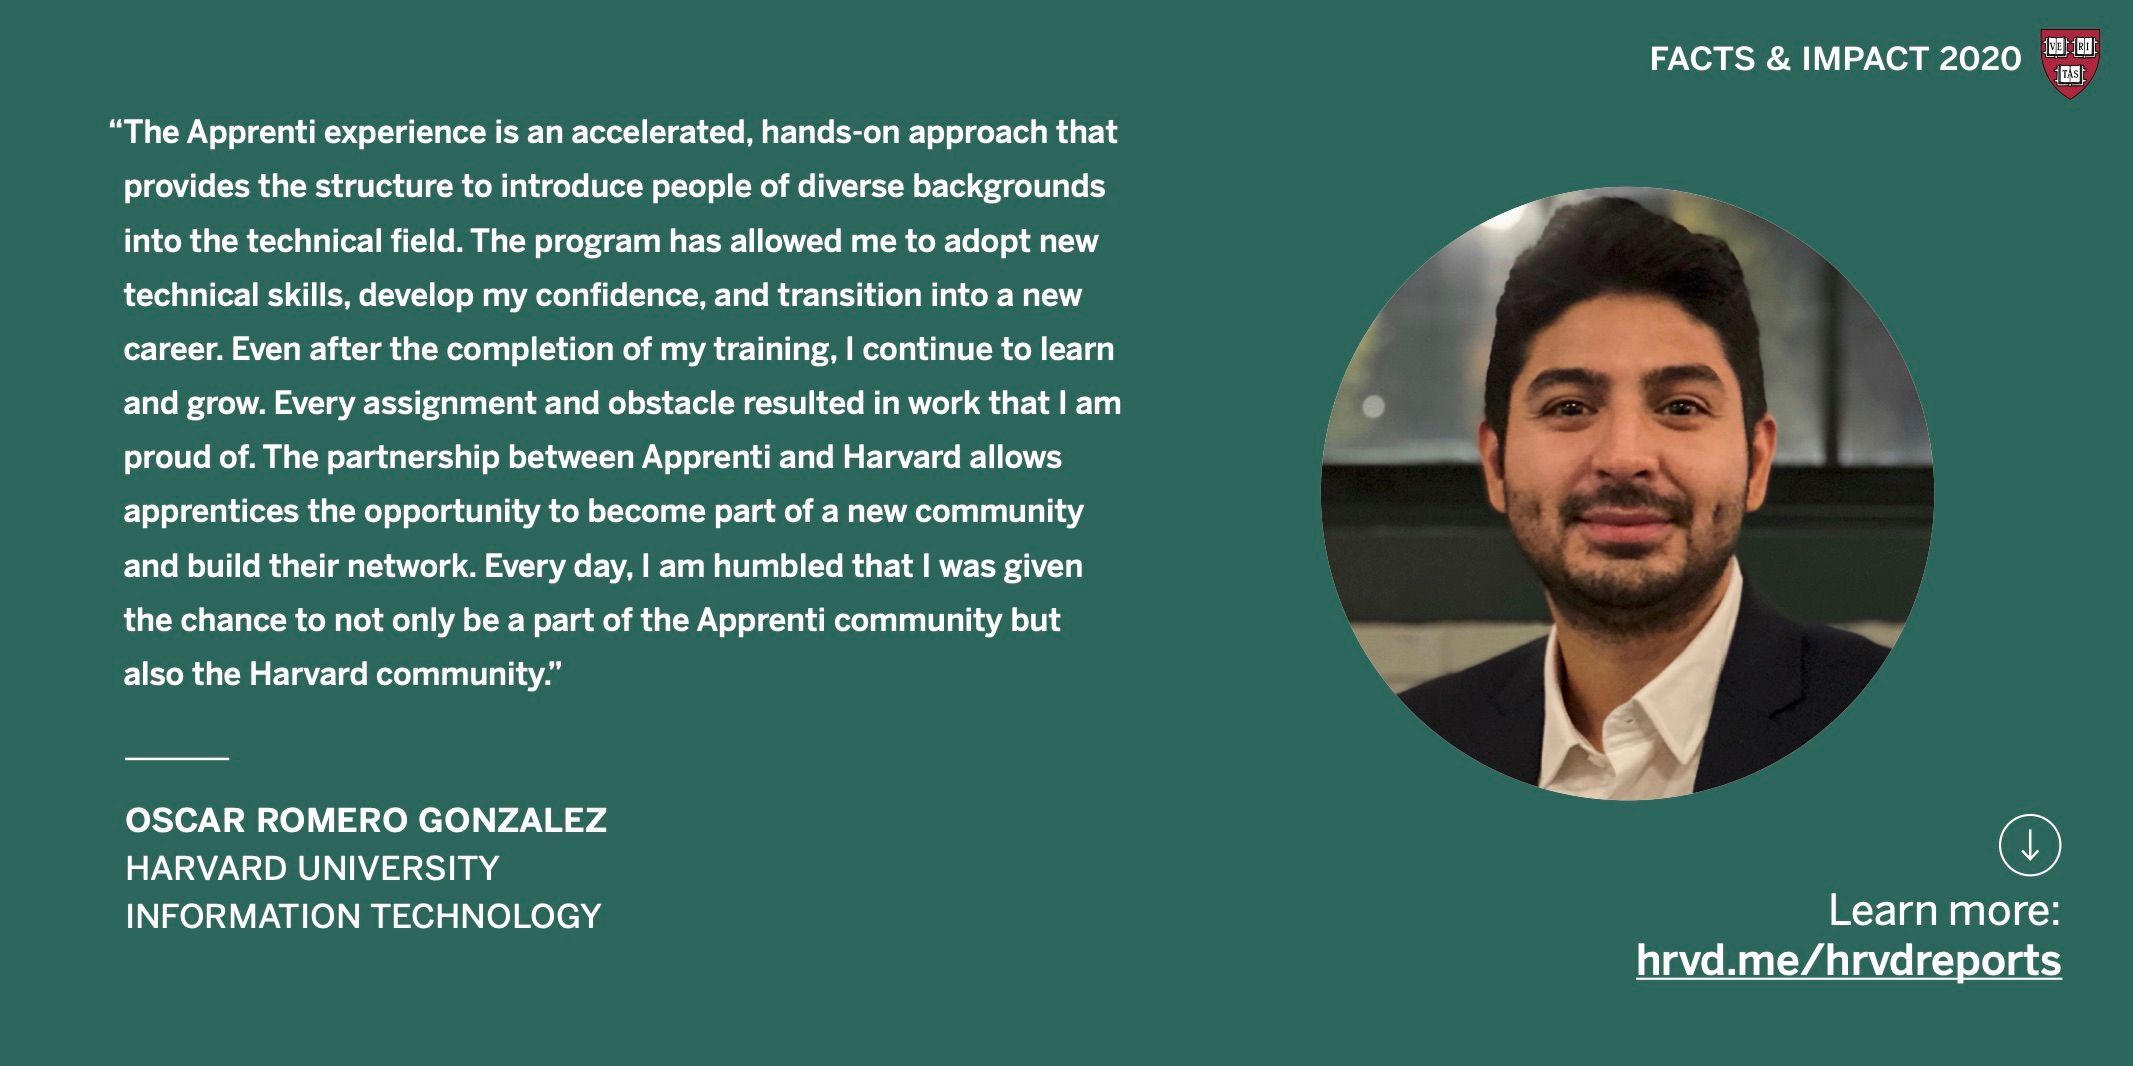 FACTS & IMPACT 2020
VE RI
TAS
“The Apprenti experience is an accelerated, hands-on approach that
provides the structure to introduce people of diverse backgrounds
into the technical field. The program has allowed me to adopt new
technical skills, develop my confidence, and transition into a new
career. Even after the completion of my training, I continue to learn
and grow. Every assignment and obstacle resulted in work that I am
proud of. The partnership between Apprenti and Harvard allows
apprentices the opportunity to become part of a new community
and build their network. Every day, I am humbled that I was given
the chance to not only be a part of the Apprenti community but
also the Harvard community.”
OSCAR ROMERO GONZALEZ
HARVARD UNIVERSITY
INFORMATION TECHNOLOGY
Learn more:
hrvd.me/hrvdreports